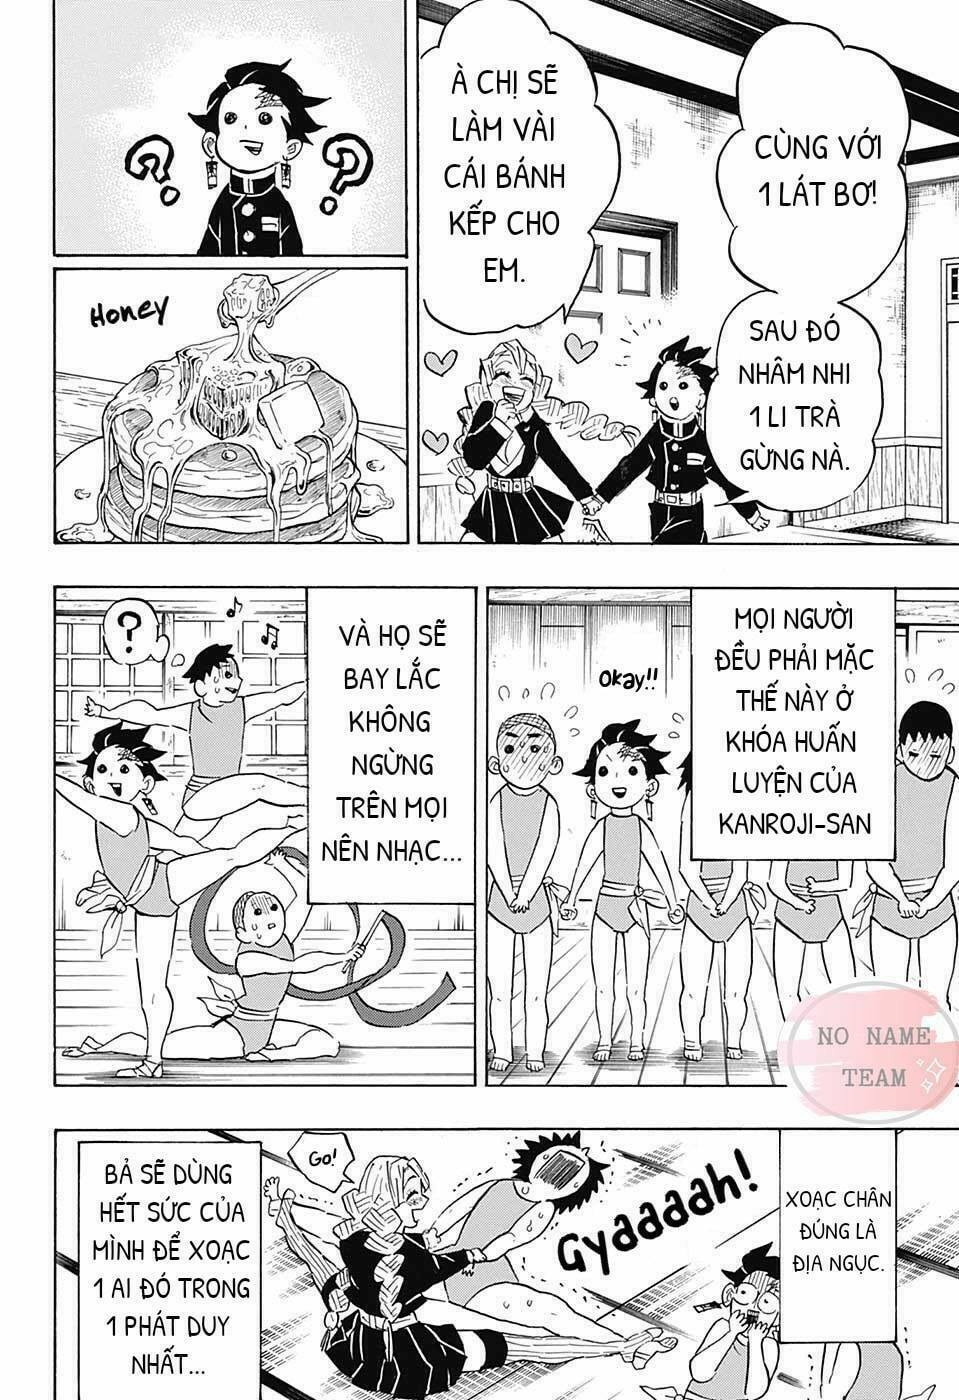 CÙNG VỚI
1 LÁT BƠ!
SAU ĐÓ
NHÂM NHI
1 LI TRÀ
GỪNG NÀ.
À CHỊ SẼ
LÀM VÀI
CÁI BÁNH
KẾP CHO
EM.
? ?
Honey
MỌI NGƯỜI
ĐỀU PHẢI MẶC
THẾ NÀY Ở
KHÓA HUẤN
LUYỆN CỦA
KANROJI-SAN
Okay!!
VÀ HỌ SẼ
BAY LẮC
KHÔNG
NGỪNG
TRÊN MỌI
NÊN NHẠC...
?
NO NAME
TEAM
XOẠC CHÂN
ĐÚNG LÀ
ĐỊA NGỤC.
Gyaaaaah!
GO!
BẢ SẼ DÙNG
HẾT SỨC CỦA
MÌNH ĐỂ XOẠC
1 AI ĐÓ TRONG
1 PHÁT DUY
NHẤT...